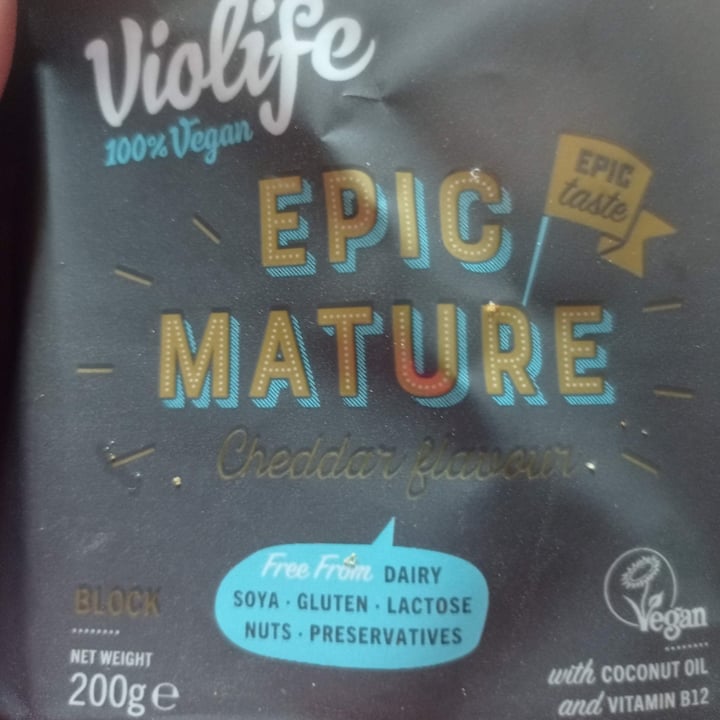 Violife
100% Vegan
EPIC
EPIC
taste
MATURE
Cheddar flavour
Free From DAIRY
SOYA · GLUTEN · LACTOSE
NUTS · PRESERVATIVES
BLOCK
NET WEIGHT
200g e
Vegan
with COCONUT OIL
and VITAMIN B12